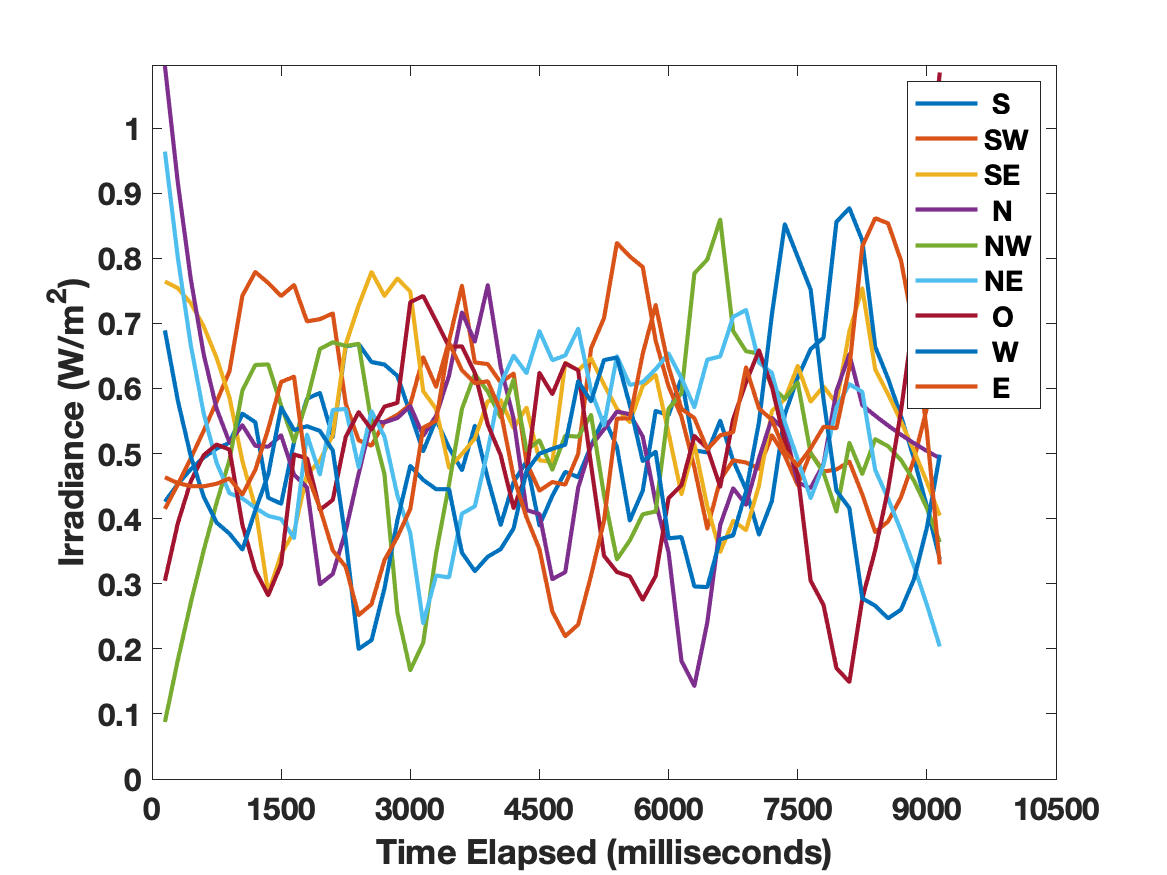 1
0.9
0.8
0.7
0.6
0.5
0.4
0.3
0.2
0.1
0
Irradiance (W/m2)
S
SW
SE
N
NW
NE
O
W
E
0 1500 3000 4500 6000 7500 9000 10500
Time Elapsed (milliseconds)